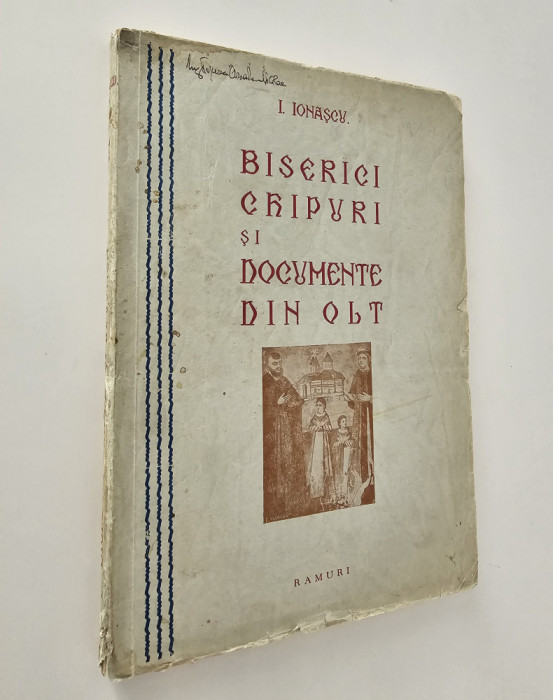 I. IONAȘCU.
BISERICI
CHIPURI
ȘI
DOCUMENTE
DIN OLT
RAMURI